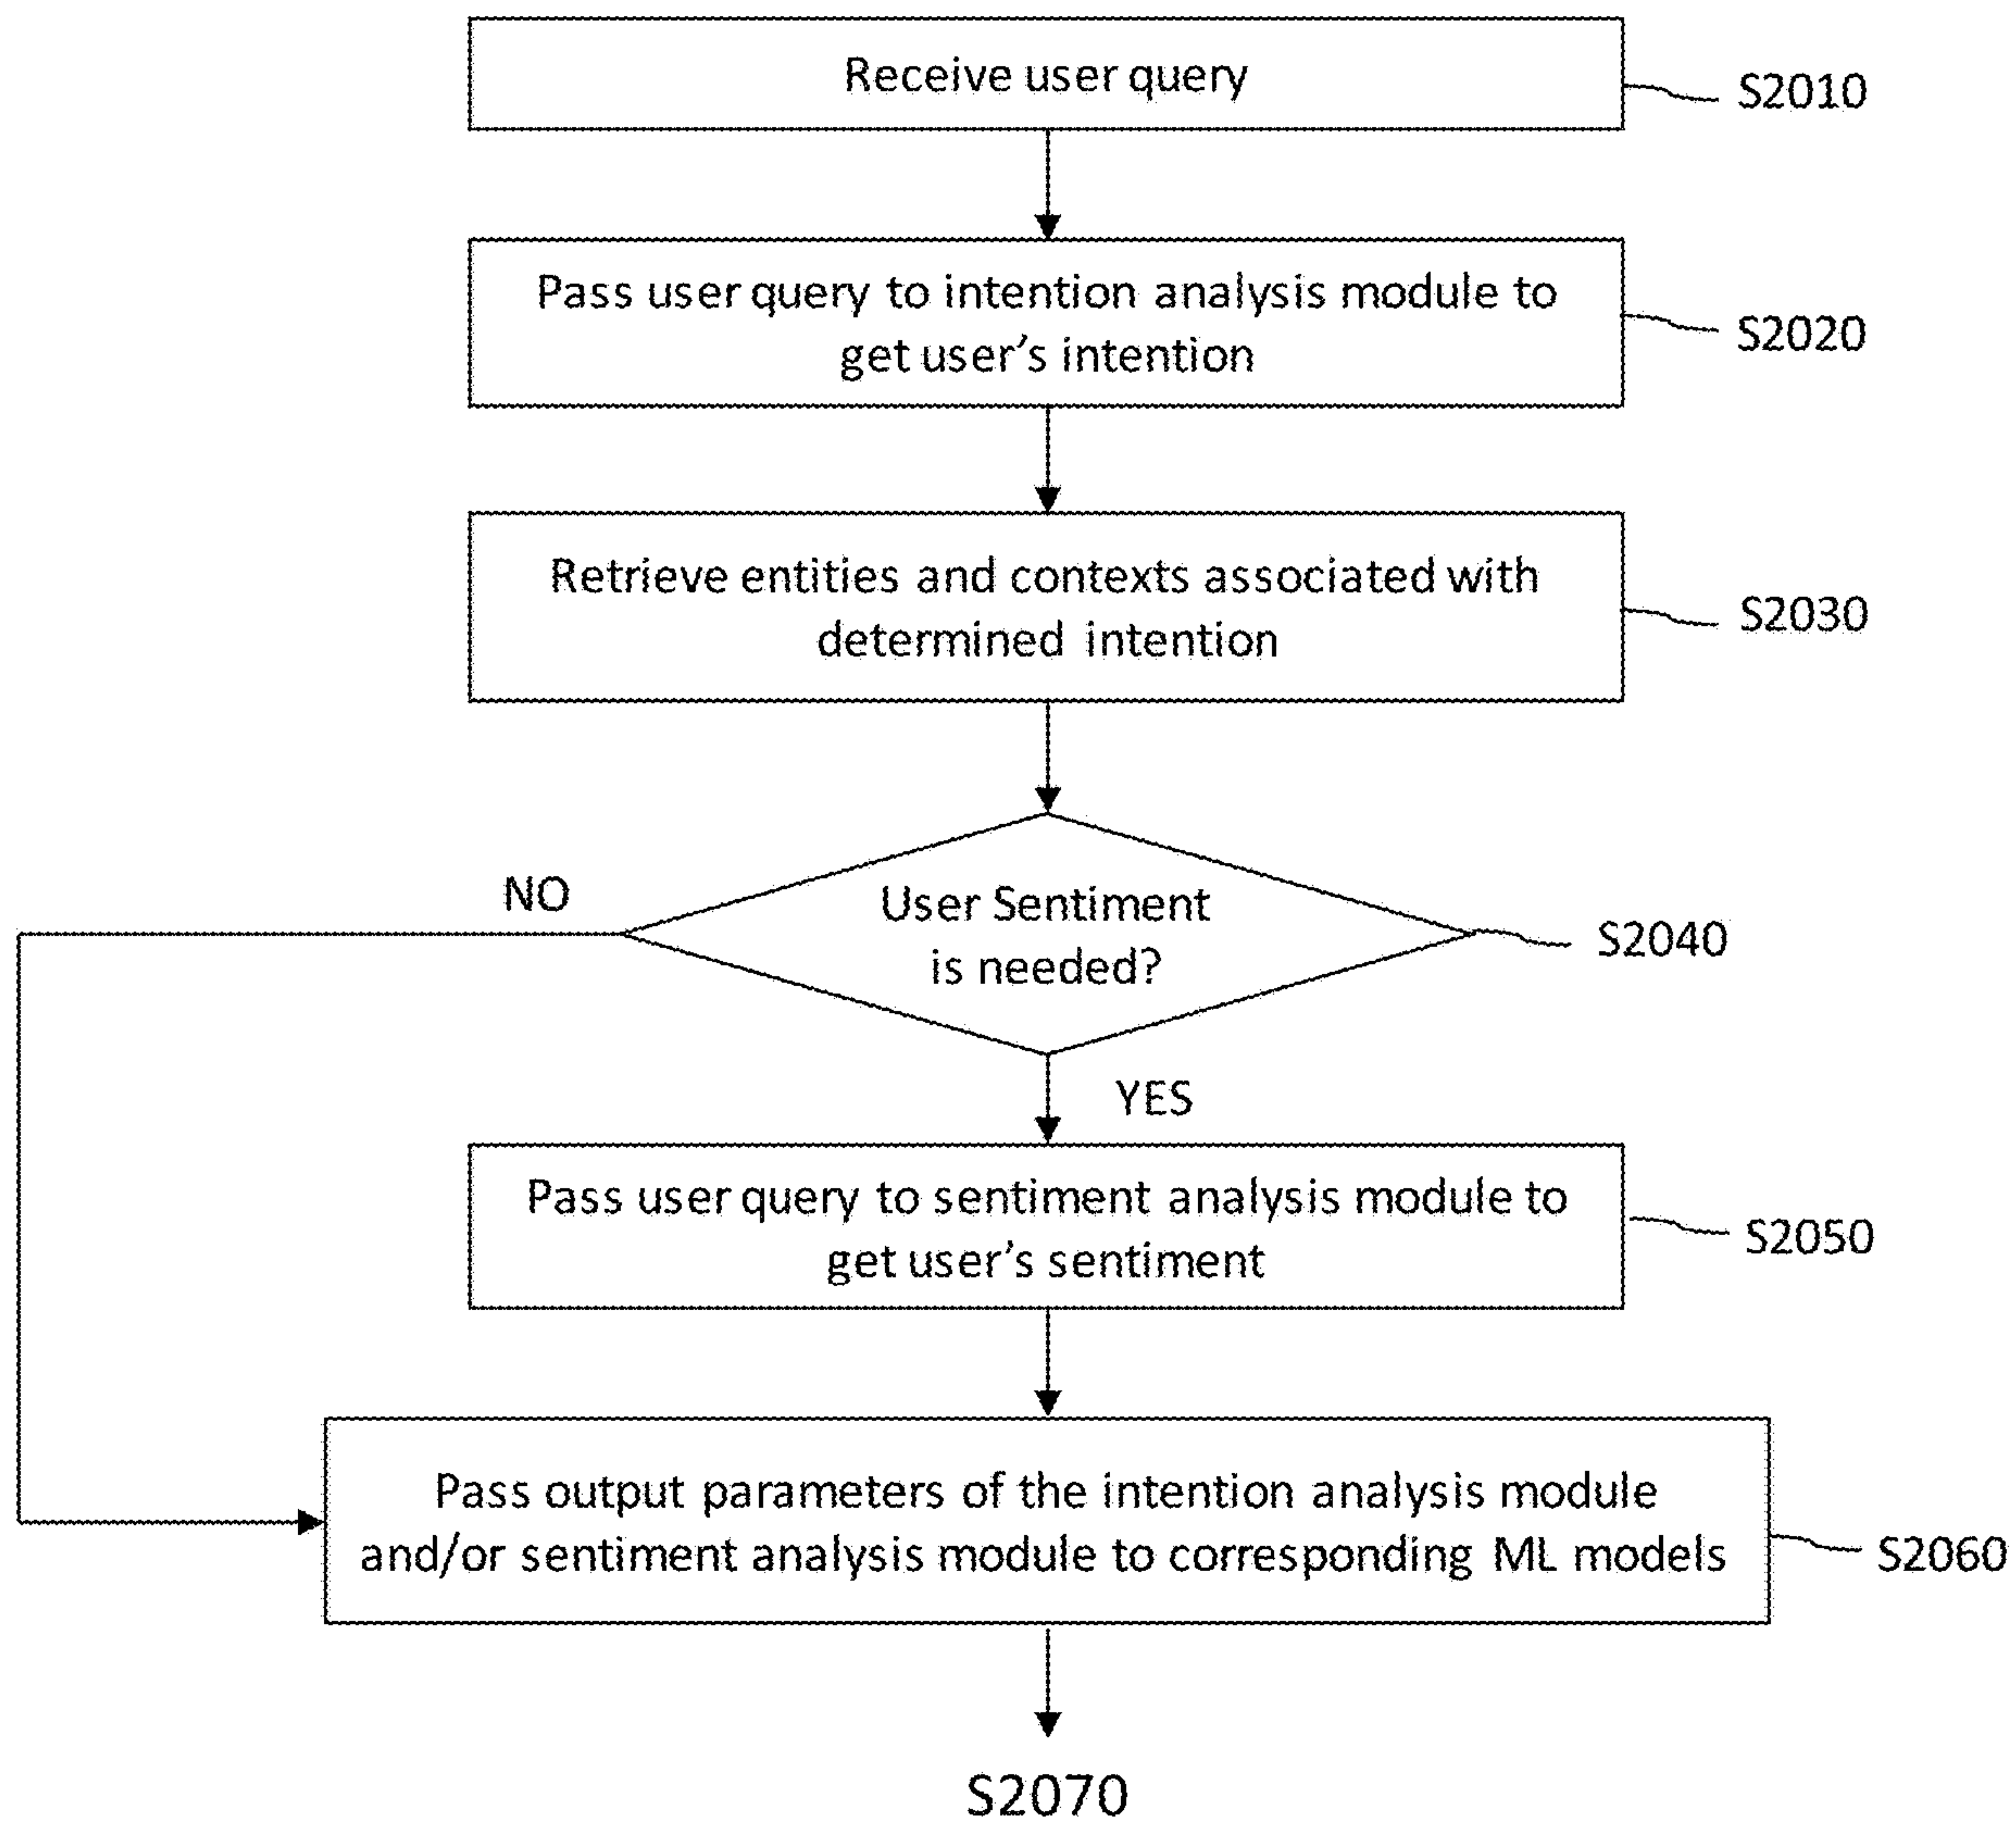 Receive user query
S2010
Pass user query to intention analysis module to
get user's intention
S2020
Retrieve entities and contexts associated with
determined intention
S2030
NO
User Sentiment
is needed?
S2040
YES
Pass user query to sentiment analysis module to
get user's sentiment
S2050
Pass output parameters of the intention analysis module
and/or sentiment analysis module to corresponding ML models
S2060
S2070